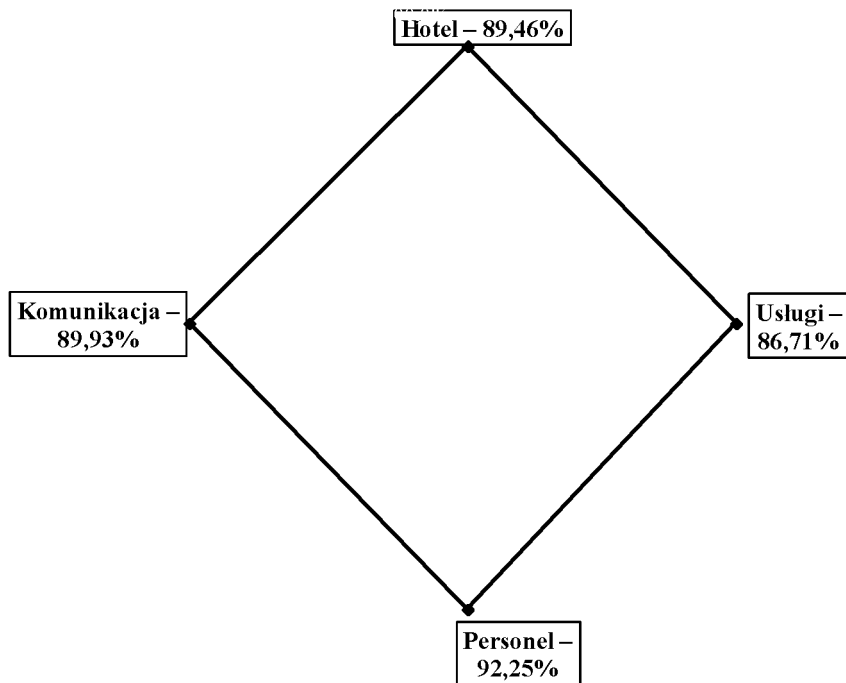 Hotel – 89,46%
Komunikacja –
89,93%
Usługi –
86,71%
Personel –
92,25%